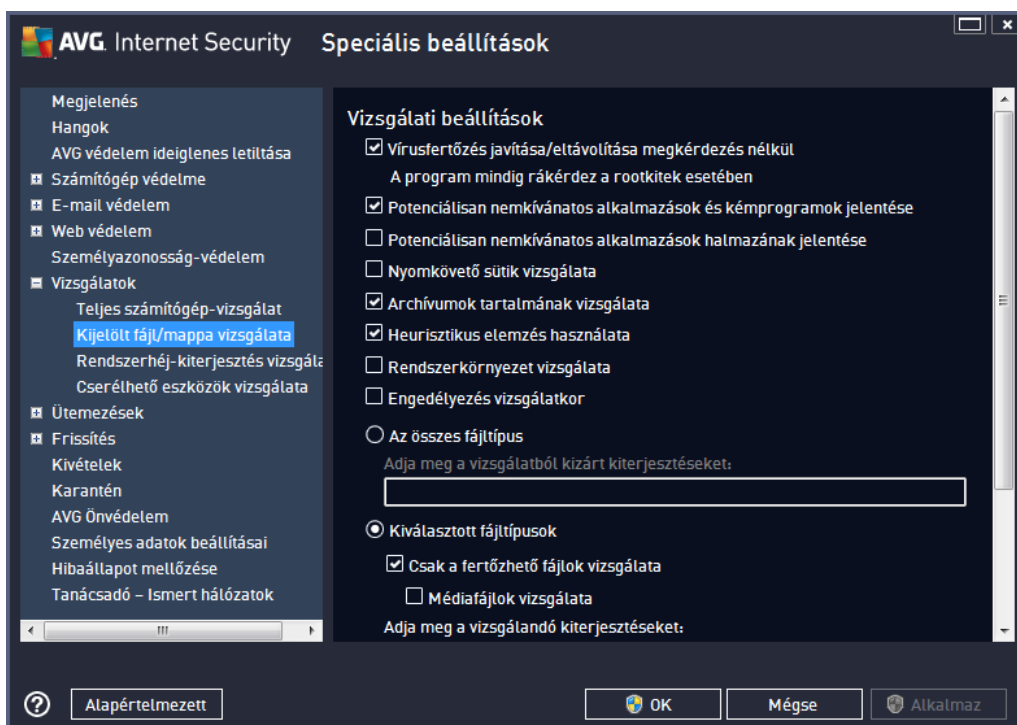 AVG. Internet Security Speciális beállítások
Megjelenés
Hangok
AVG védelem ideiglenes letiltása
Számítógép védelme
E-mail védelem
Web védelem
Személyazonosság-védelem
Vizsgálatok
Teljes számítógép-vizsgálat
Kijelölt fájl/mappa vizsgálata
Rendszerhéj-kiterjesztés vizsgála
Cserélhető eszközök vizsgálata
Ütemezések
Frissítés
Kivételek
Karantén
AVG Önvédelem
Személyes adatok beállításai
Hibaállapot mellőzése
Tanácsadó – Ismert hálózatok
Vizsgálati beállítások
Vírusfertőzés javítása/eltávolítása megkérdezés nélkül
A program mindig rákérdez a rootkitek esetében
Potenciálisan nemkívánatos alkalmazások és kémprogramok jelentése
Potenciálisan nemkívánatos alkalmazások halmazának jelentése
Nyomkövető sütik vizsgálata
Archívumok tartalmának vizsgálata
Heurisztikus elemzés használata
Rendszerkörnyezet vizsgálata
Engedélyezés vizsgálatkor
Az összes fájltípus
Adja meg a vizsgálatból kizárt kiterjesztéseket:
Kiválasztott fájltípusok
Csak a fertőzhető fájlok vizsgálata
Médiafájlok vizsgálata
Adja meg a vizsgálandó kiterjesztéseket:
Alapértelmezett
OK
Mégse
Alkalmaz